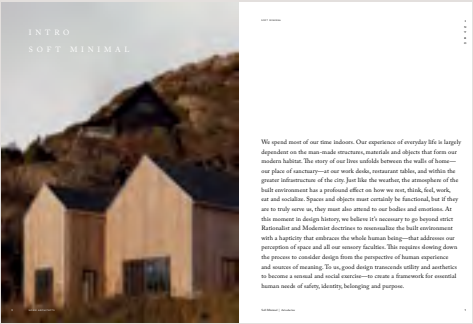 INTRO
SOFT MINIMAL
We spend most of our time indoors. Our experience of everyday life is largely
dependent on the man-made structures, materials and objects that form our
modern habitat. The story of our lives unfolds between the walls of home—
our place of sanctuary—at our work desks, restaurant tables, and within the
greater infrastructure of the city. Just like the weather, the atmosphere of the
built environment has a profound effect on how we rest, think, feel, work,
eat and socialize. Spaces and objects must certainly be functional, but if they
are to truly serve us, they must also attend to our bodies and emotions. At
this moment in design history, we believe it's necessary to go beyond strict
Rationalist and Modernist doctrines to resensualize the built environment
with a hapticity that embraces the whole human being—that addresses our
perception of space and all our sensory faculties. This requires slowing down
the process to consider design from the perspective of human experience
and sources of meaning. To us, good design transcends utility and aesthetics
to become a sensual and social exercise—to create a framework for essential
human needs of safety, identity, belonging and purpose.